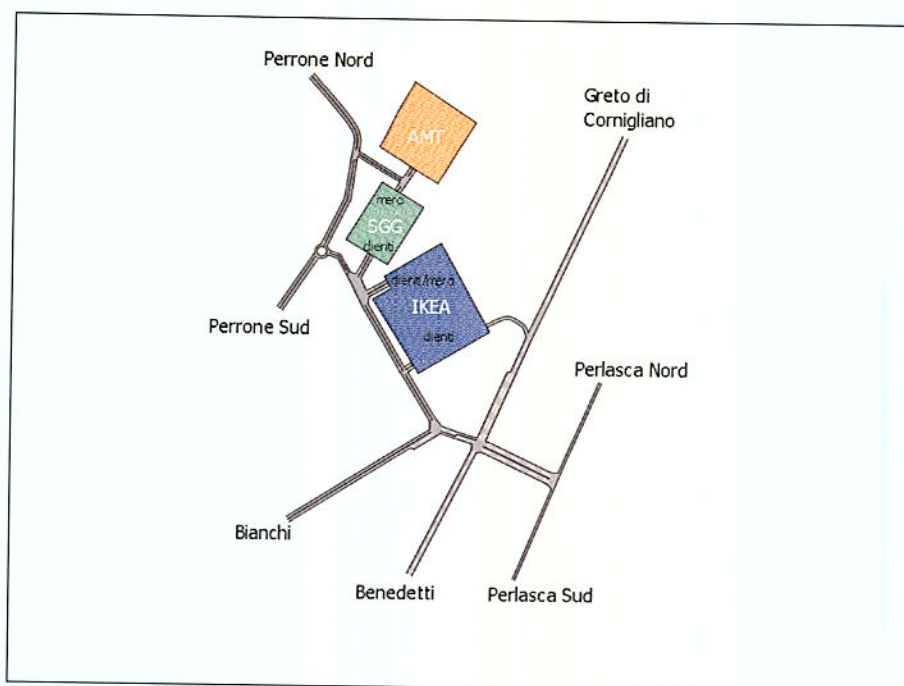 Perrone Nord
Greto di
Cornigliano
AMT
merci
SGG
clienti
clienti/merci
IKEA
clienti
Perrone Sud
Perlasca Nord
Bianchi
Benedetti
Perlasca Sud